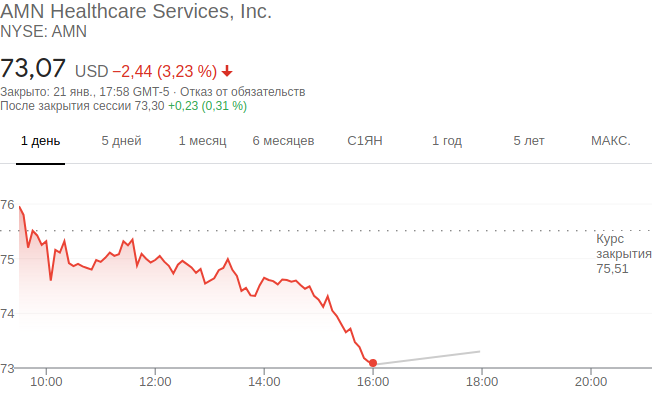 AMN Healthcare Services, Inc.
NYSE: AMN
73,07 USD −2,44 (3,23 %)
Закрыто: 21 янв., 17:58 GMT-5 · Отказ от обязательств
После закрытия сессии 73,30 +0,23 (0,31 %)
1 день 5 дней 1 месяц 6 месяцев С1ЯН 1 год 5 лет МАКС.
76
Курс
закрытия
75,51
75
74
73
10:00 12:00 14:00 16:00 18:00 20:00